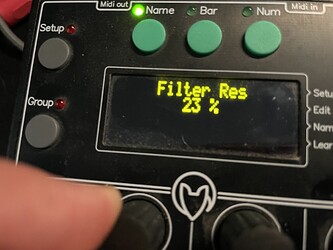 Midi out
Midi in
Name
Bar
Num
Setup
Filter Res
23 %
Group
Setu
Edit
Nam
Lear